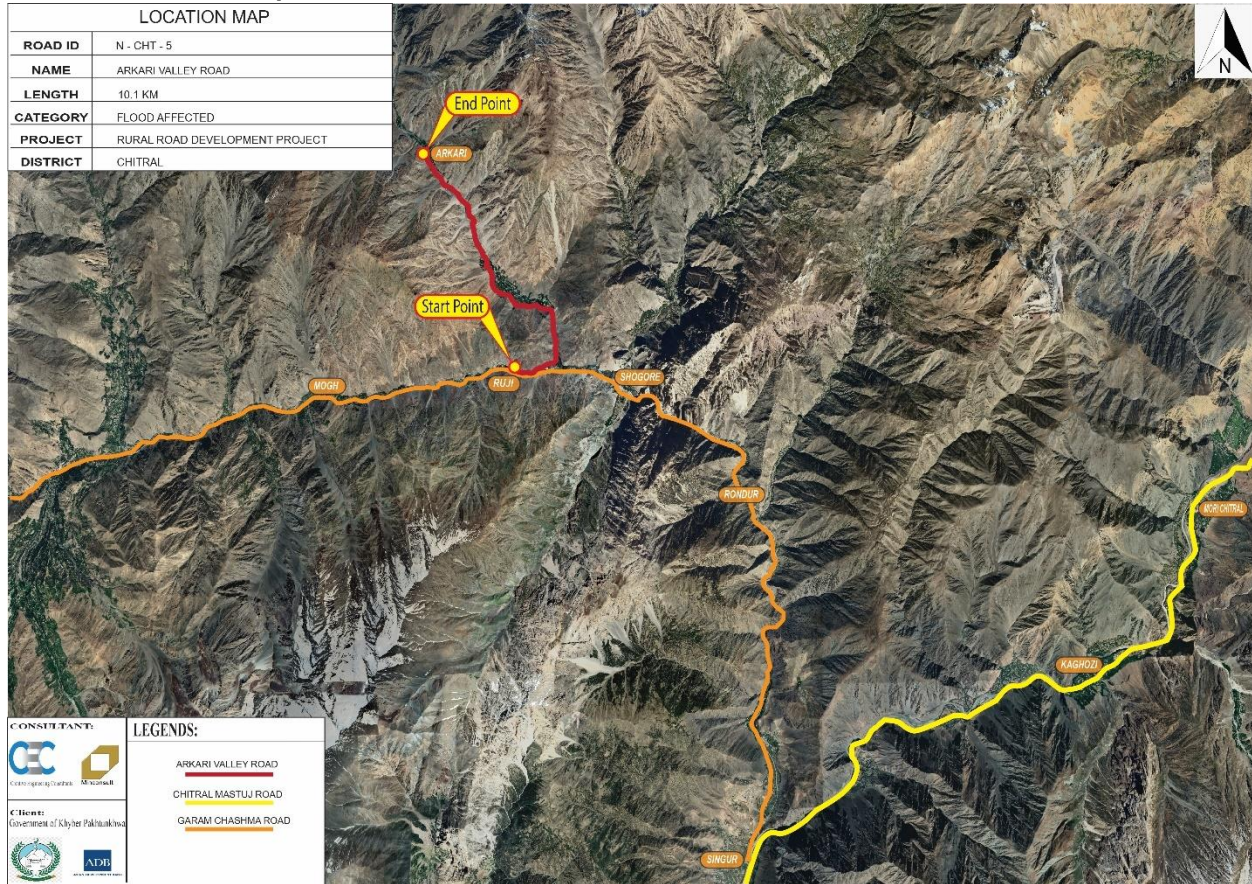 LOCATION MAP
ROAD ID N - CHT - 5
NAME ARKARI VALLEY ROAD
LENGTH 10.1 KM
CATEGORY FLOOD AFFECTED
PROJECT RURAL ROAD DEVELOPMENT PROJECT
DISTRICT CHITRAL
N
End Point
ARKARI
Start Point
RUJI
MOGH
SHOGORE
RONDUR
MORI CHITRAL
KAGHOZI
SINGUR
CONSULTANT:
CEC
Minconsult
Client:
Government of Khyber Pakhtunkhwa
ADB
LEGENDS:
ARKARI VALLEY ROAD
CHITRAL MASTUJ ROAD
GARAM CHASHMA ROAD